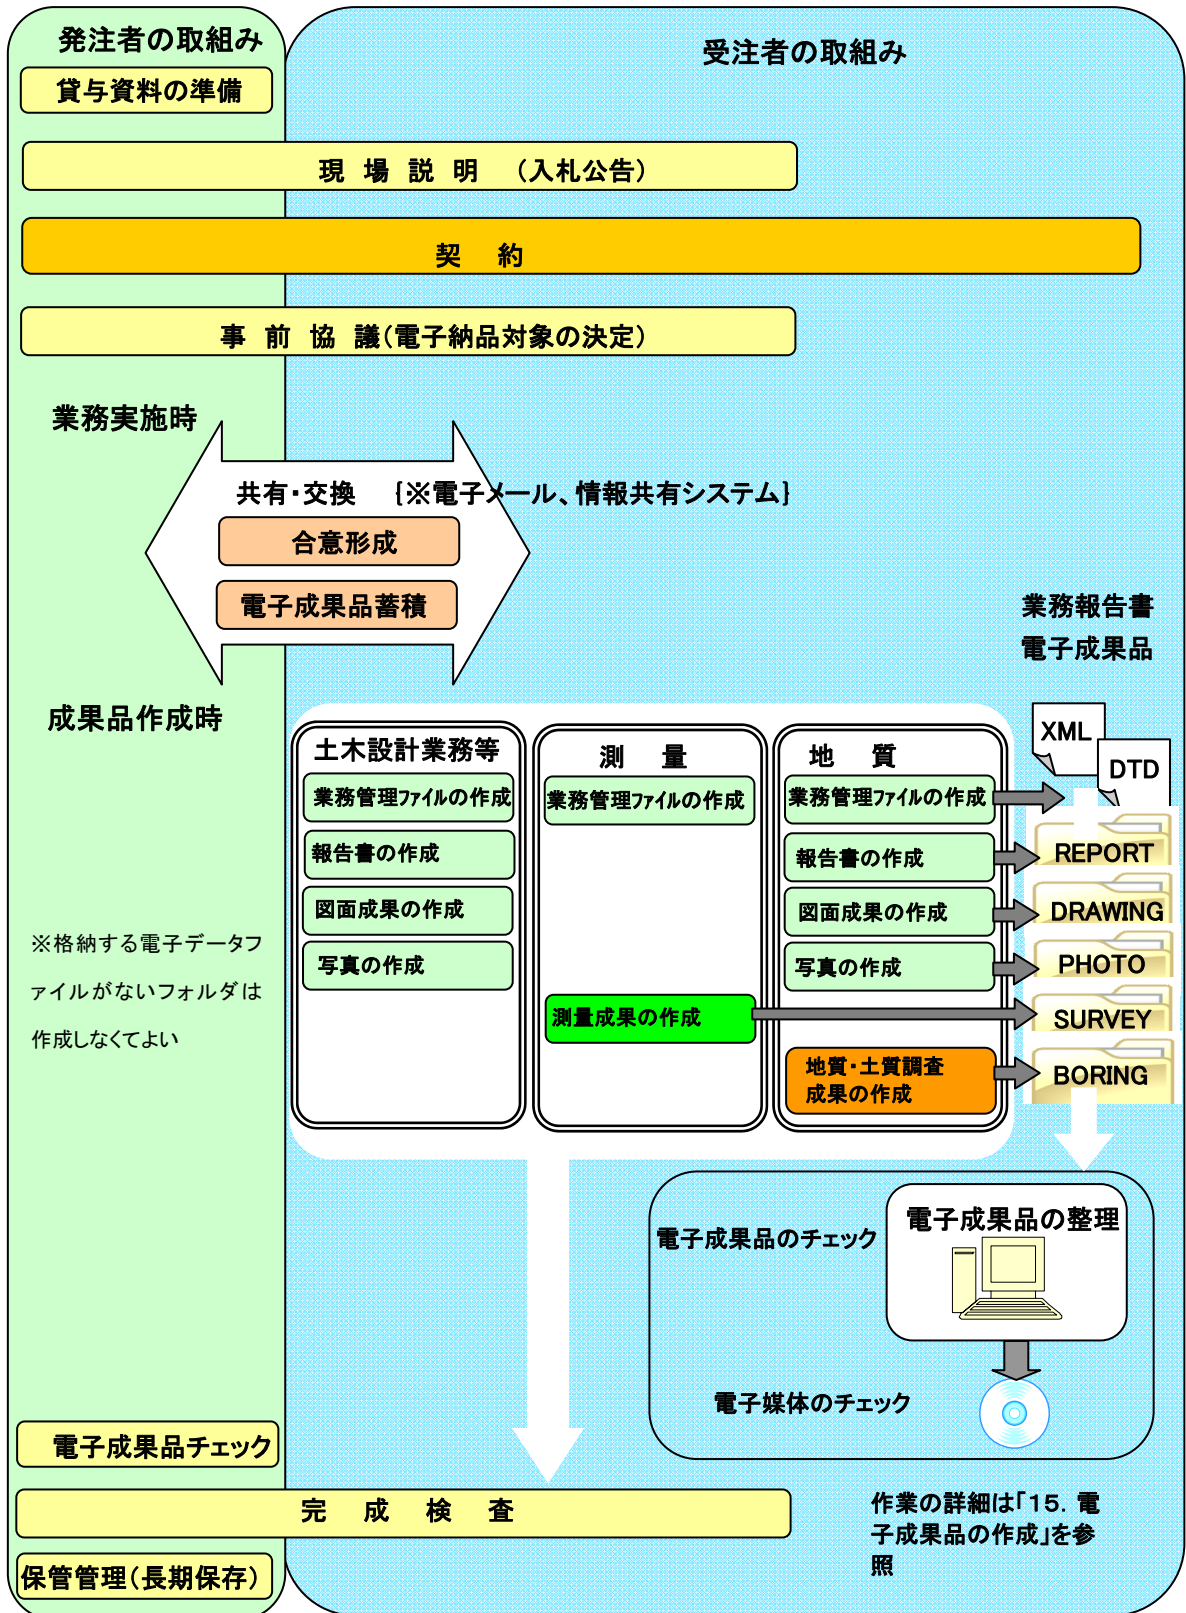 発注者の取組み
受注者の取組み
貸与資料の準備
現 場 説 明 （入札公告）
契 約
事 前 協 議（電子納品対象の決定）
業務実施時
共有・交換 ｛※電子メール、情報共有システム｝
合意形成
電子成果品蓄積
業務報告書
電子成果品
成果品作成時
土木設計業務等
業務管理ファイルの作成
報告書の作成
図面成果の作成
写真の作成
測 量
業務管理ファイルの作成
測量成果の作成
地 質
業務管理ファイルの作成
報告書の作成
図面成果の作成
写真の作成
地質・土質調査
成果の作成
XML
DTD
REPORT
DRAWING
PHOTO
SURVEY
BORING
※格納する電子データフ
ァイルがないフォルダは
作成しなくてよい
電子成果品のチェック
電子成果品の整理
電子媒体のチェック
電子成果品チェック
完 成 検 査
作業の詳細は「１５．電
子成果品の作成」を参
照
保管管理（長期保存）